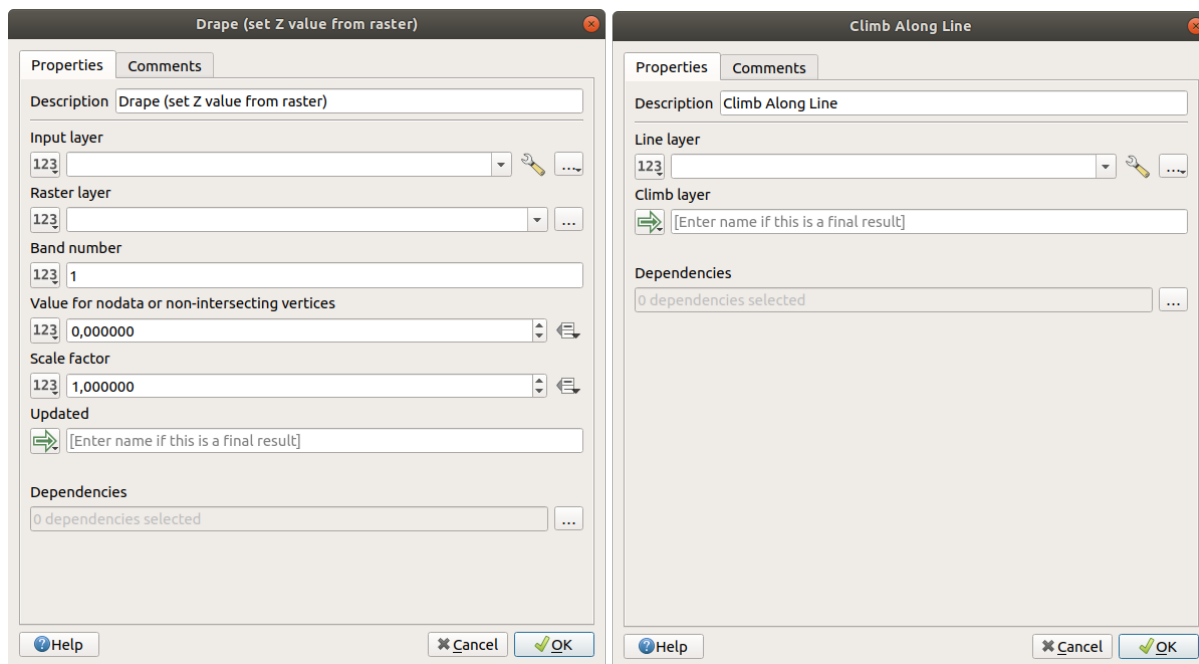 Drape (set Z value from raster)
Properties Comments
Description Drape (set Z value from raster)
Input layer
123
...
Raster layer
123
...
Band number
123 1
Value for nodata or non-intersecting vertices
123 0,000000
Scale factor
123 1,000000
Updated
[Enter name if this is a final result]
Dependencies
0 dependencies selected
...
Help Cancel OK
Climb Along Line
Properties Comments
Description Climb Along Line
Line layer
123
...
Climb layer
[Enter name if this is a final result]
Dependencies
0 dependencies selected
...
Help Cancel OK